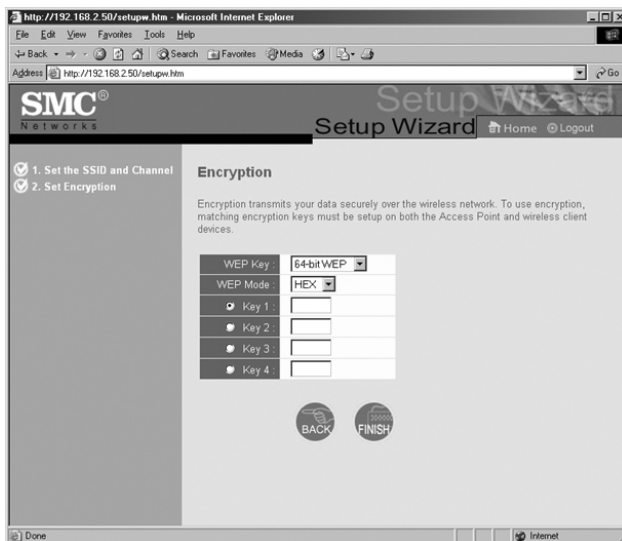 http://192.168.2.50/setupw.htm - Microsoft Internet Explorer
File Edit View Favorites Tools Help
Back Search Favorites Media
Address http://192.168.2.50/setupw.htm Go
SMC®
Networks
Setup Wizard
Setup Wizard
Home Logout
1. Set the SSID and Channel
2. Set Encryption
Encryption
Encryption transmits your data securely over the wireless network. To use encryption,
matching encryption keys must be setup on both the Access Point and wireless client
devices.
WEP Key : 64-bit WEP
WEP Mode : HEX
Key 1 :
Key 2 :
Key 3 :
Key 4 :
BACK
FINISH
Done Internet